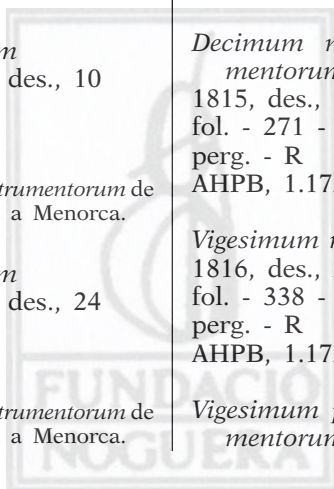 m
des., 10
trumentorum de
a Menorca.
m
des., 24
trumentorum de
a Menorca.
Decimum
mentorum
1815, des.,
fol. - 271 -
perg. - R
AHPB, 1.17
Vigesimum
1816, des.,
fol. - 338 -
perg. - R
AHPB, 1.17
Vigesimum
mentorum
FUNDACIÓ
NOGUERA